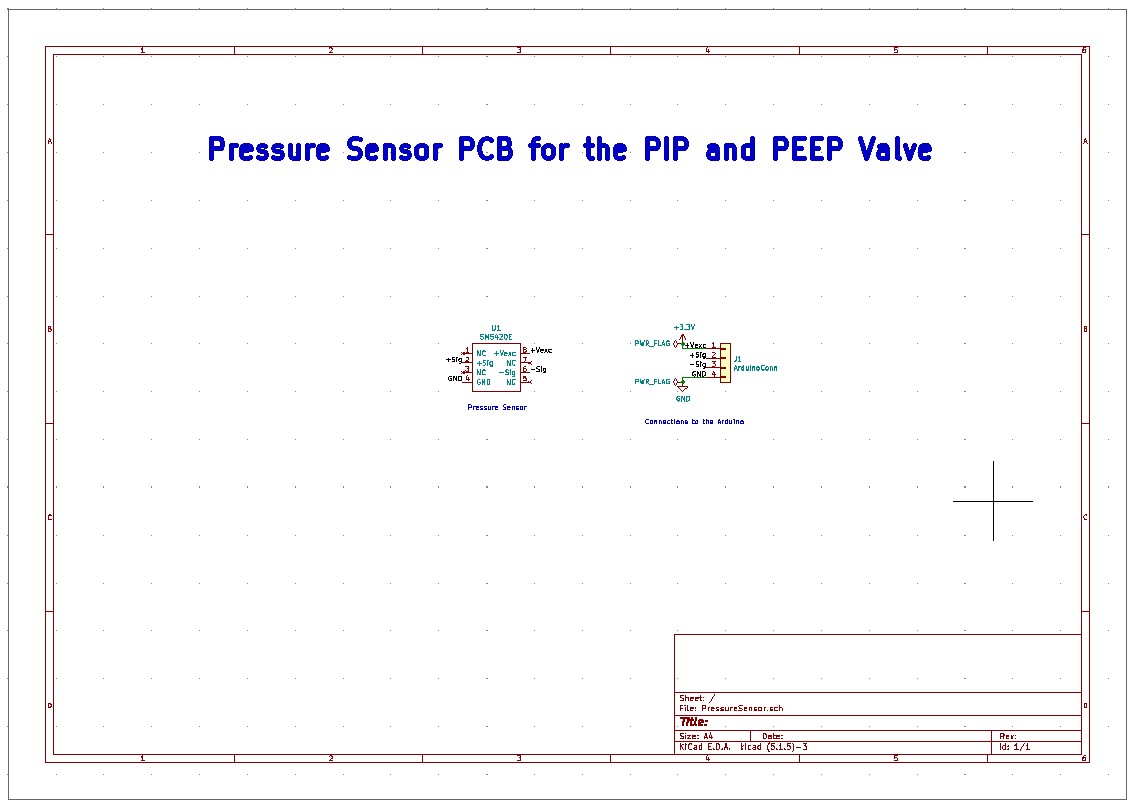 1 2 3 4 5 6
A A
Pressure Sensor PCB for the PIP and PEEP Valve
B B
U1
SM5420E
1 NC +Vexc 8 +Vexc
+Sig 2 +Sig NC 7
3 NC -Sig 6 -Sig
GND 4 GND NC 5
Pressure Sensor
+3.3V
PWR_FLAG +Vexc 1
+Sig 2
-Sig 3
GND 4
J1
ArduinoConn
PWR_FLAG
GND
Connections to the Arduino
C C
D D
Sheet: /
File: PressureSensor.sch
Title:
Size: A4 Date: Rev:
KiCad E.D.A. kicad (5.1.5)-3 Id: 1/1
1 2 3 4 5 6